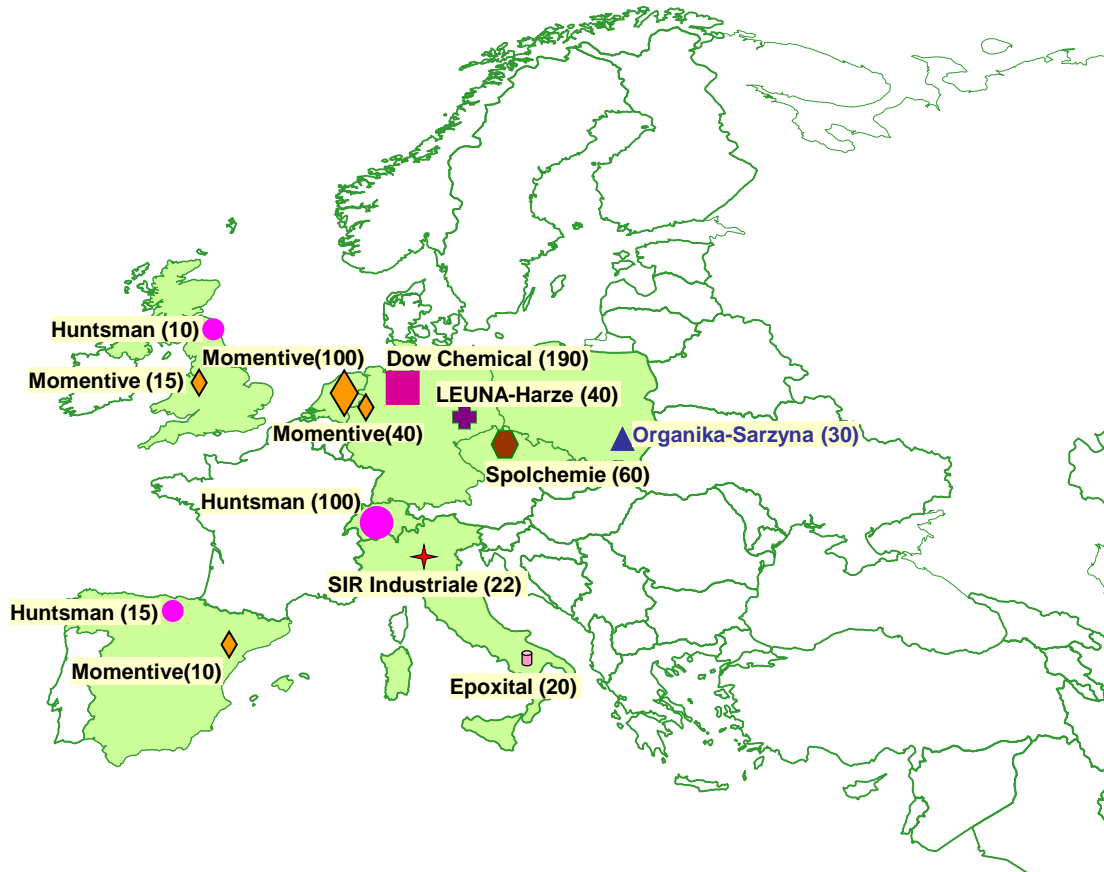 Huntsman (10)
Momentive(100)
Dow Chemical (190)
Momentive (15)
LEUNA-Harze (40)
Momentive(40)
Organika-Sarzyna (30)
Spolchemie (60)
Huntsman (100)
SIR Industriale (22)
Huntsman (15)
Momentive(10)
Epoxital (20)